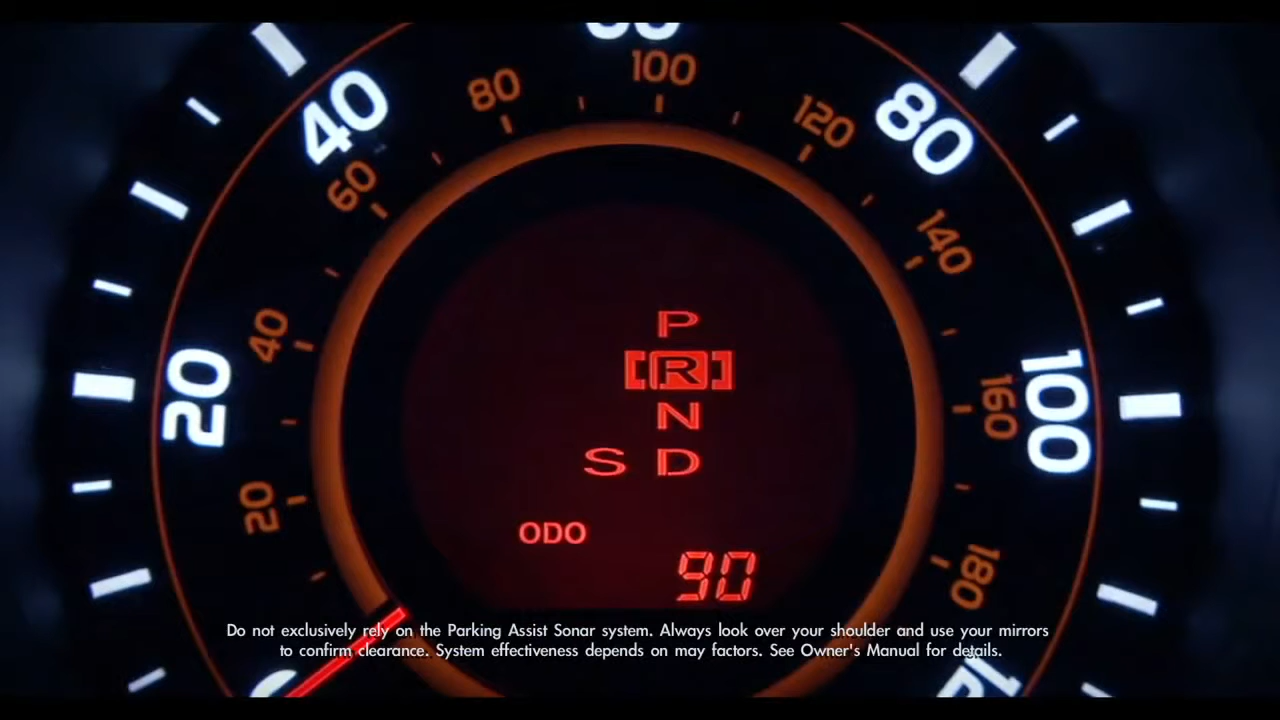 60
40
80
80
100
120
60
140
40
20
100
160
20
180
P
[R]
N
S D
ODO
90
Do not exclusively rely on the Parking Assist Sonar system. Always look over your shoulder and use your mirrors
to confirm clearance. System effectiveness depends on may factors. See Owner's Manual for details.